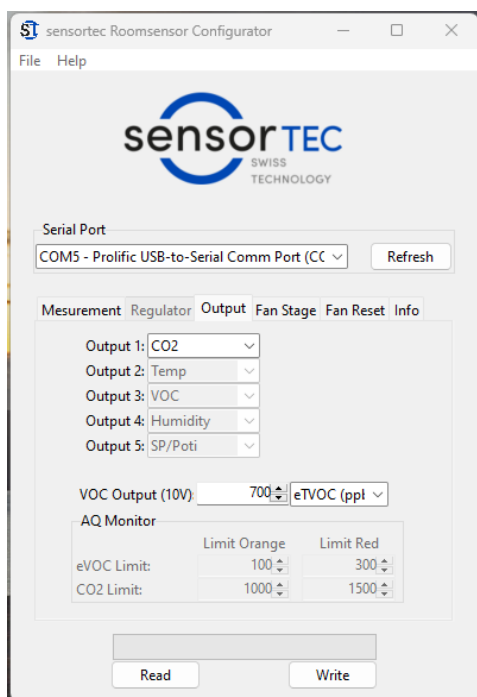 ST sensortec Roomsensor Configurator
File Help
sensorTEC
SWISS
TECHNOLOGY
Serial Port
COM5 - Prolific USB-to-Serial Comm Port (CC Refresh
Mesurement Regulator Output Fan Stage Fan Reset Info
Output 1: CO2
Output 2: Temp
Output 3: VOC
Output 4: Humidity
Output 5: SP/Poti
VOC Output (10V): 700 eTVOC (ppl
AQ Monitor
Limit Orange Limit Red
eVOC Limit: 100 300
CO2 Limit: 1000 1500
Read Write